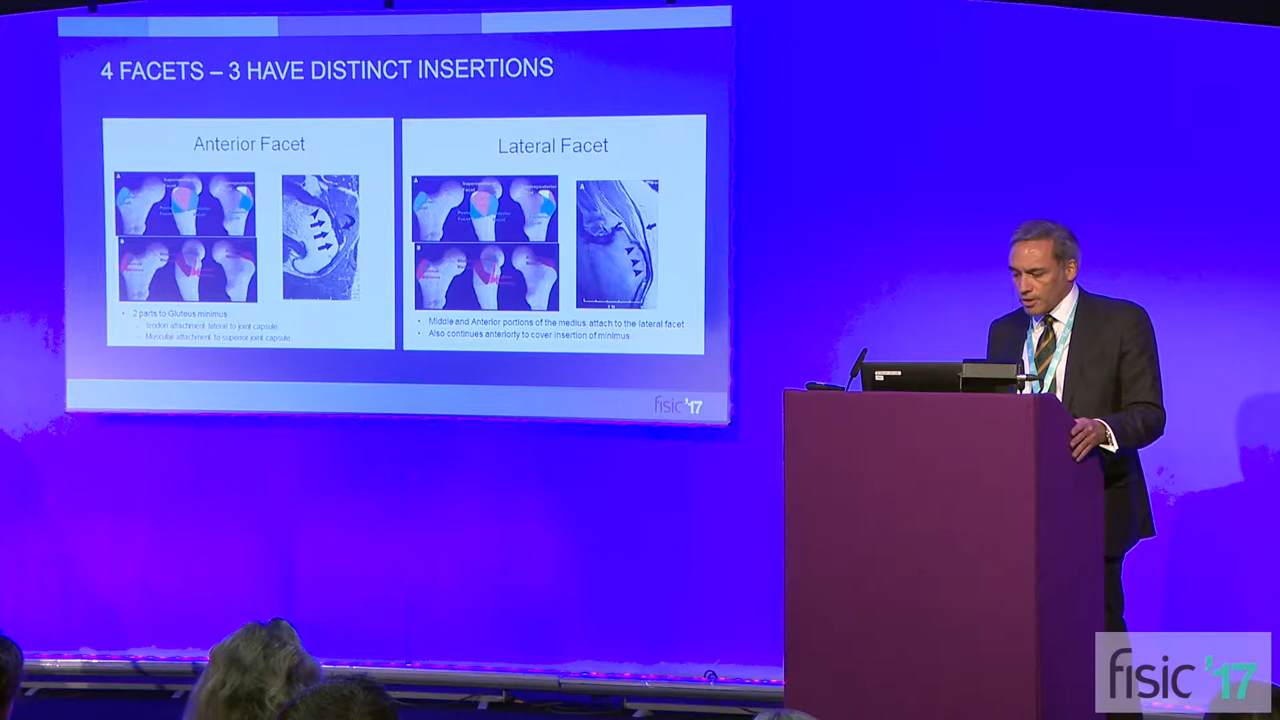 4 FACETS – 3 HAVE DISTINCT INSERTIONS
Anterior Facet
Lateral Facet
A
B
A
B
A
• 2 parts to Gluteus minimus
– Tendon attachment lateral to joint capsule
– Muscular attachment to superior joint capsule
• Middle and Anterior portions of the medius attach to the lateral facet
• Also continues anteriorly to cover insertion of minimus
fisic '17
fisic '17